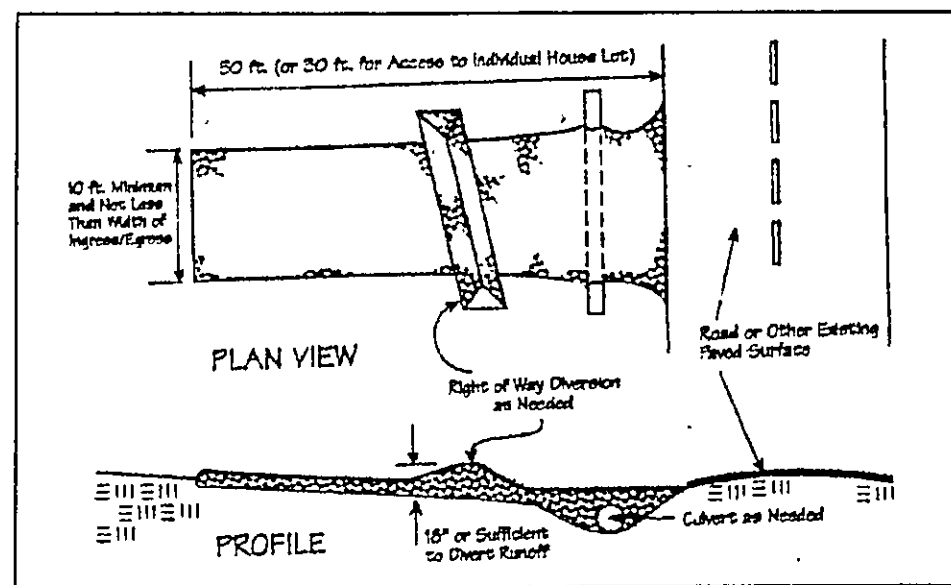 50 ft. (or 30 ft. for Access to Individual House Lot)
10 ft. Minimum
and Not Less
Than Width of
Ingress/Egress
PLAN VIEW
Road or Other Existing
Paved Surface
Right of Way Diversion
as Needed
Culvert as Needed
18" or Sufficient
to Divert Runoff
PROFILE